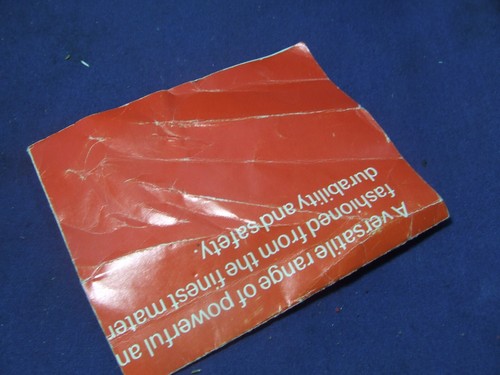 A versatile range of powerful an
fashioned from the finest mater
durability and safety.